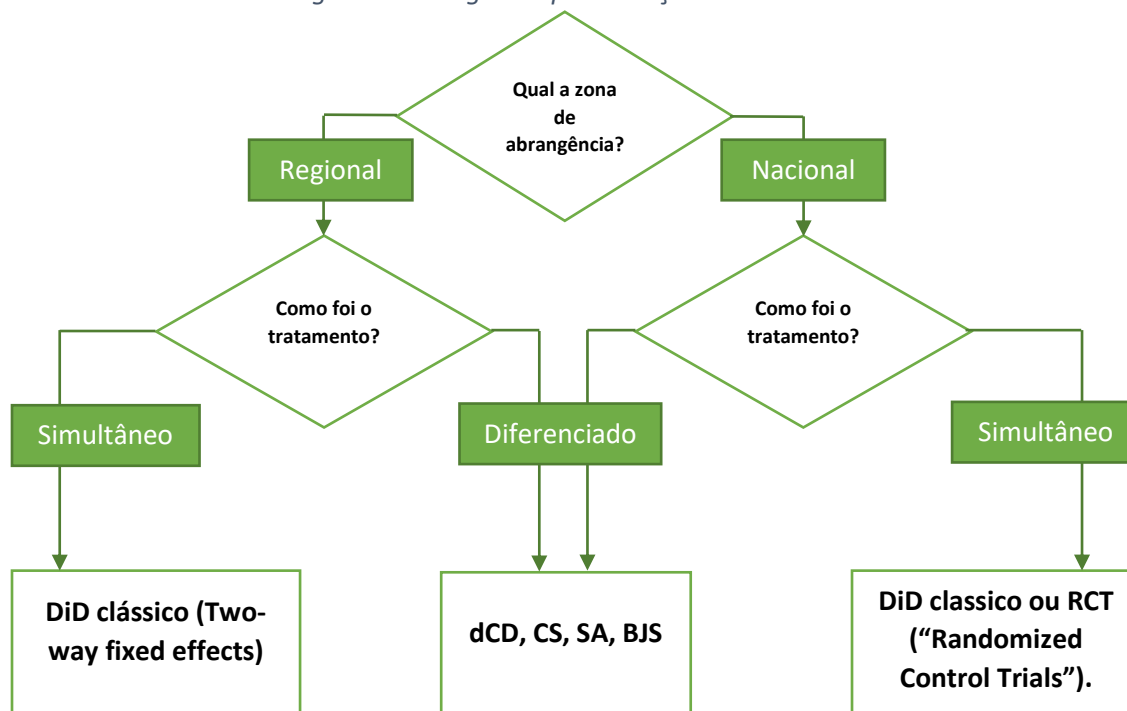 Qual a zona
de
abrangência?
Regional
Nacional
Como foi o
tratamento?
Como foi o
tratamento?
Simultâneo
Diferenciado
Simultâneo
DiD clássico (Two-
way fixed effects)
dCD, CS, SA, BJS
DiD classico ou RCT
(“Randomized
Control Trials”).